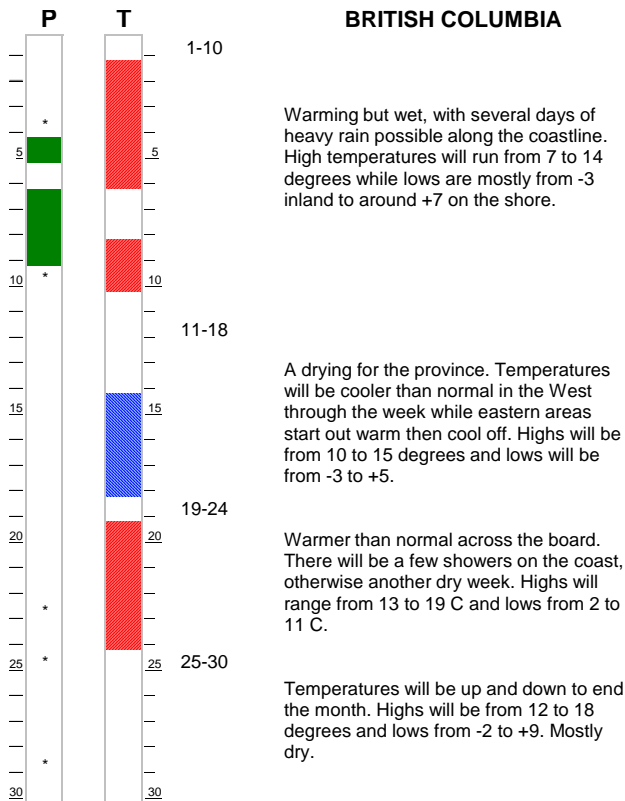 P T BRITISH COLUMBIA
1-10
Warming but wet, with several days of
heavy rain possible along the coastline.
High temperatures will run from 7 to 14
degrees while lows are mostly from -3
inland to around +7 on the shore.
*
5 5
10 * 10
11-18
A drying for the province. Temperatures
will be cooler than normal in the West
through the week while eastern areas
start out warm then cool off. Highs will be
from 10 to 15 degrees and lows will be
from -3 to +5.
15 15
19-24
Warmer than normal across the board.
There will be a few showers on the coast,
otherwise another dry week. Highs will
range from 13 to 19 C and lows from 2 to
11 C.
20 20
*
25 * 25
25-30
Temperatures will be up and down to end
the month. Highs will be from 12 to 18
degrees and lows from -2 to +9. Mostly
dry.
*
30 30